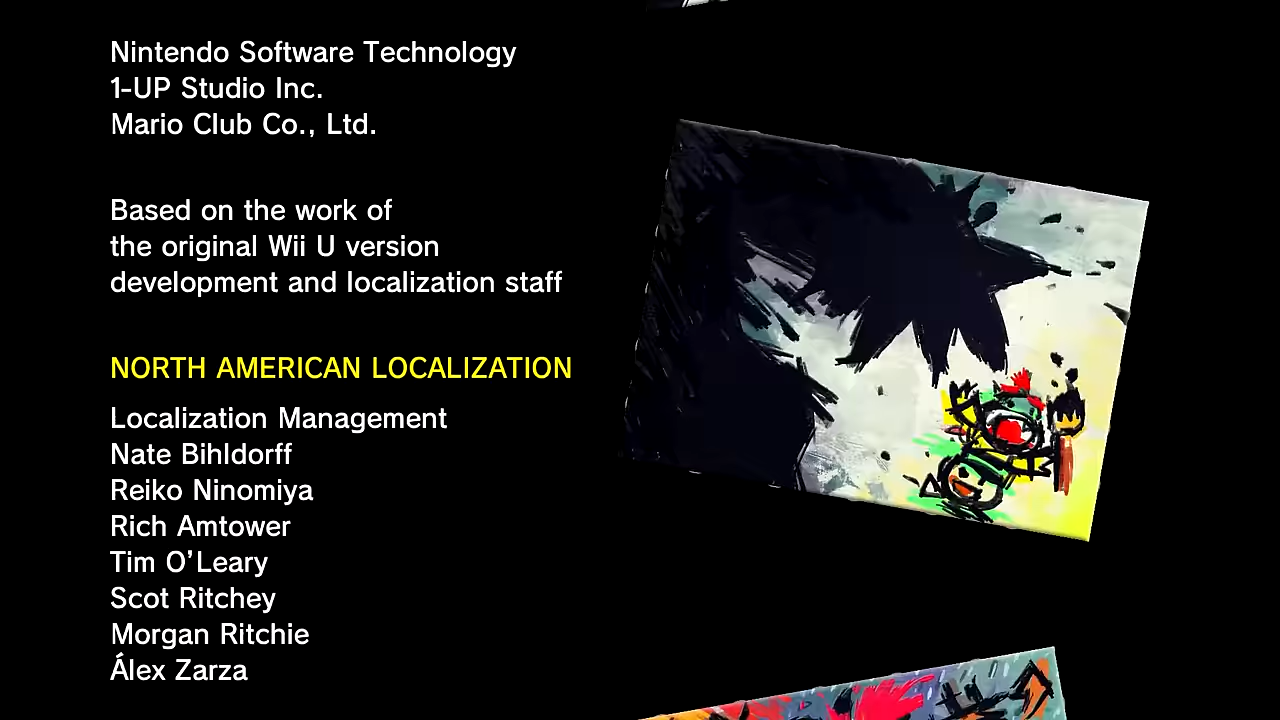 Nintendo Software Technology
1-UP Studio Inc.
Mario Club Co., Ltd.
Based on the work of
the original Wii U version
development and localization staff
NORTH AMERICAN LOCALIZATION
Localization Management
Nate Bihldorff
Reiko Ninomiya
Rich Amtower
Tim O’Leary
Scot Ritchey
Morgan Ritchie
Álex Zarza